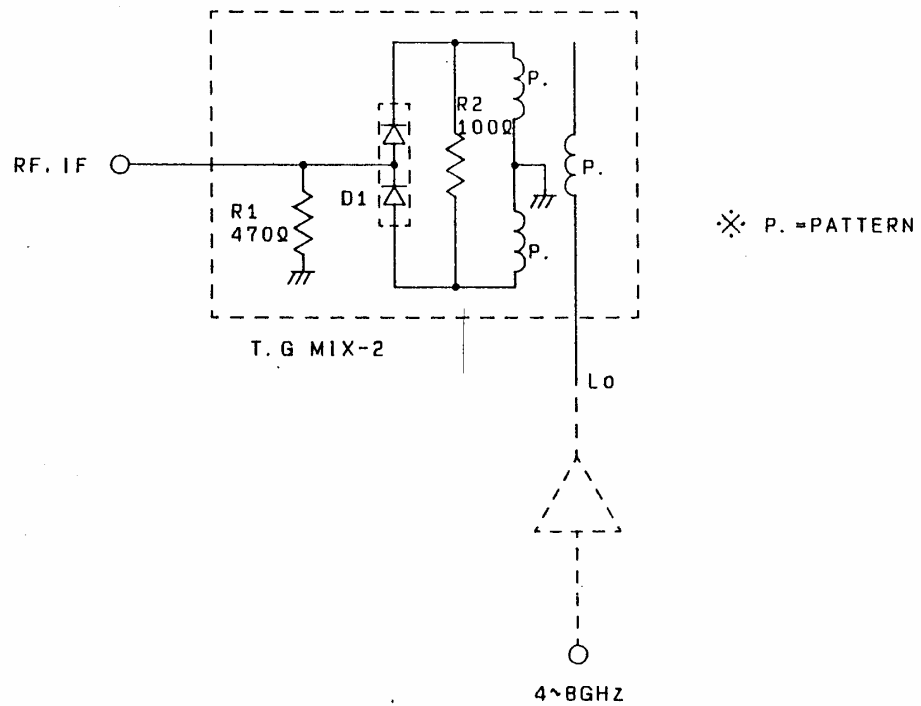 P.
R2
100Ω
RF. IF
P.
D1
R1
470Ω
P.
※ P. =PATTERN
T. G MIX-2
Lo
4~8GHz